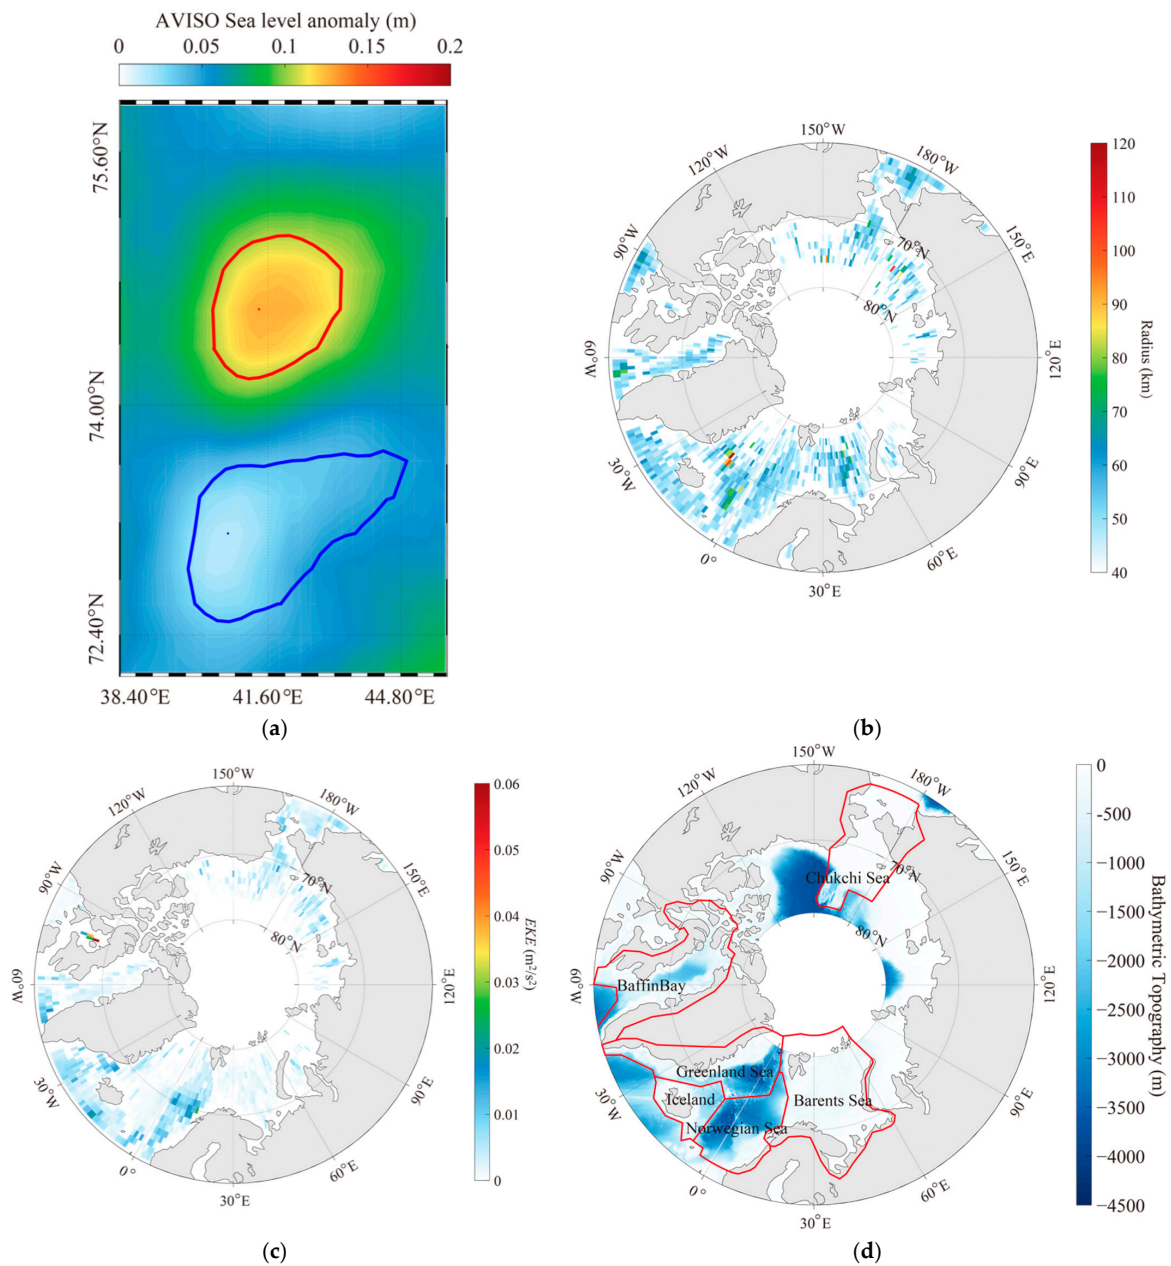 AVISO Sea level anomaly (m)
0 0.05 0.1 0.15 0.2
75.60°N
74.00°N
72.40°N
38.40°E 41.60°E 44.80°E
(a)
150°W
180°W
150°E
120°E
90°E
60°E
30°E
0°
30°W
60°W
90°W
120°W
70°N
80°N
120
110
100
90
80
70
60
50
40
Radius (km)
(b)
150°W
180°W
150°E
120°E
90°E
60°E
30°E
0°
30°W
60°W
90°W
120°W
70°N
80°N
0.06
0.05
0.04
0.03
0.02
0.01
0
EKE (m²/s²)
(c)
150°W
180°W
150°E
120°E
90°E
60°E
30°E
0°
30°W
60°W
90°W
120°W
70°N
80°N
Chukchi Sea
BaffinBay
Greenland Sea
Iceland
Barents Sea
Norwegian Sea
0
−500
−1000
−1500
−2000
−2500
−3000
−3500
−4000
−4500
Bathymetric Topography (m)
(d)